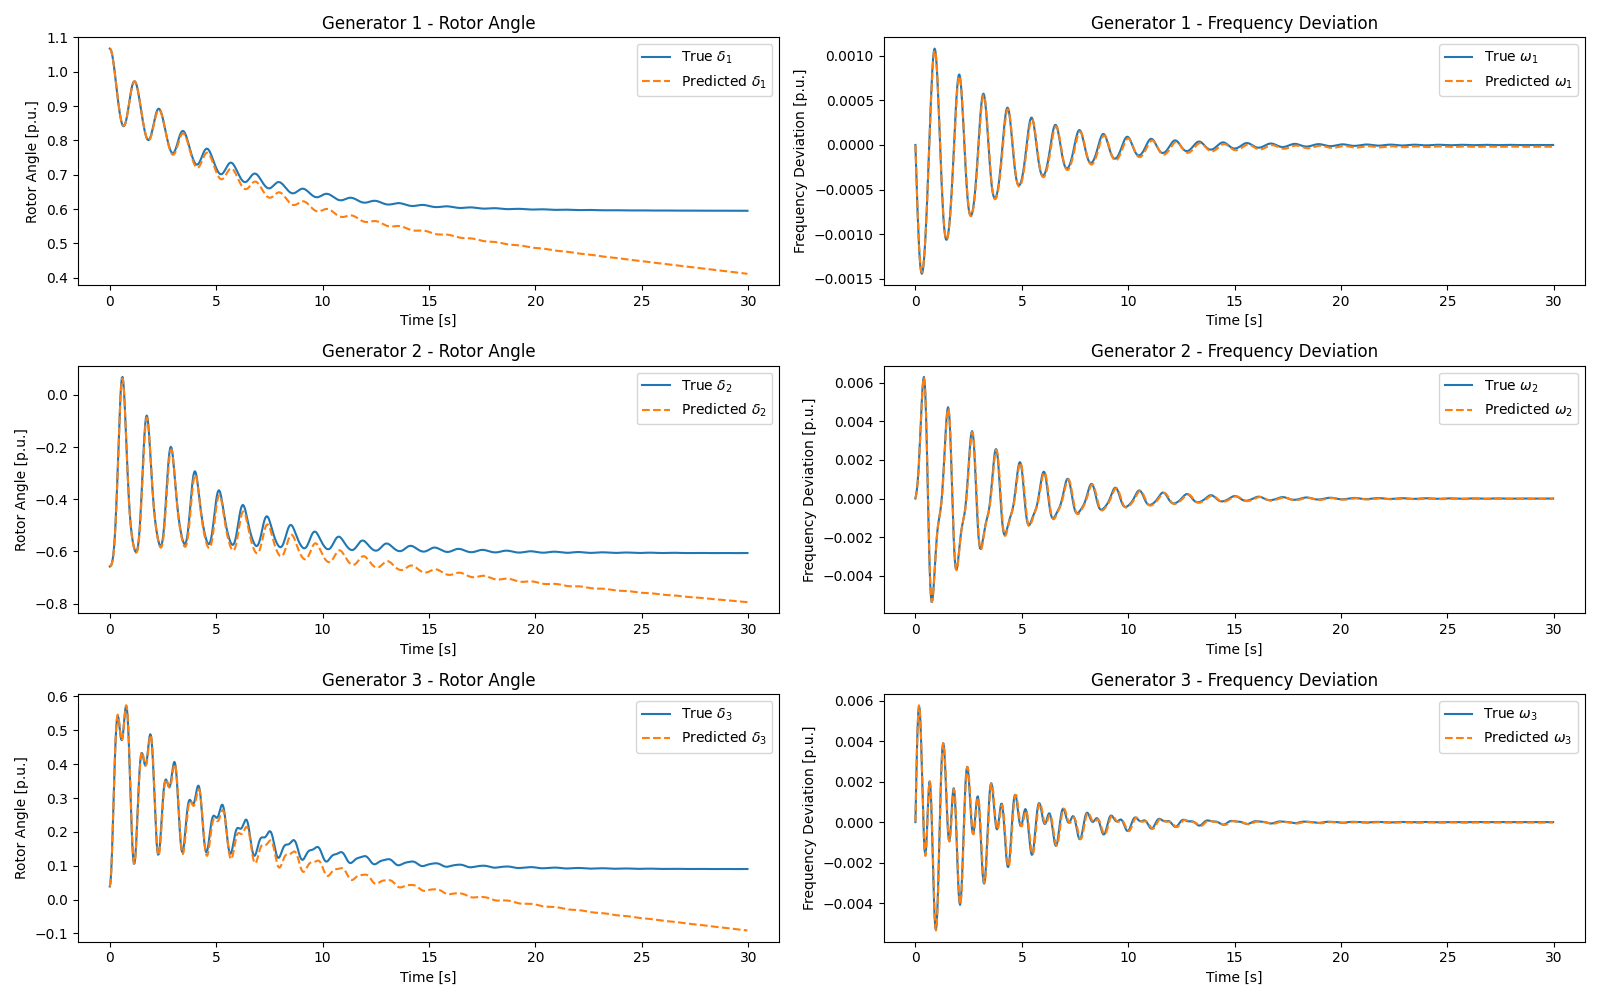 Generator 1 - Rotor Angle
Rotor Angle [p.u.]
1.1
1.0
0.9
0.8
0.7
0.6
0.5
0.4
True δ₁
Predicted δ₁
0 5 10 15 20 25 30
Time [s]
Generator 1 - Frequency Deviation
Frequency Deviation [p.u.]
0.0010
0.0005
0.0000
−0.0005
−0.0010
−0.0015
True ω₁
Predicted ω₁
0 5 10 15 20 25 30
Time [s]
Generator 2 - Rotor Angle
Rotor Angle [p.u.]
0.0
−0.2
−0.4
−0.6
−0.8
True δ₂
Predicted δ₂
0 5 10 15 20 25 30
Time [s]
Generator 2 - Frequency Deviation
Frequency Deviation [p.u.]
0.006
0.004
0.002
0.000
−0.002
−0.004
True ω₂
Predicted ω₂
0 5 10 15 20 25 30
Time [s]
Generator 3 - Rotor Angle
Rotor Angle [p.u.]
0.6
0.5
0.4
0.3
0.2
0.1
0.0
−0.1
True δ₃
Predicted δ₃
0 5 10 15 20 25 30
Time [s]
Generator 3 - Frequency Deviation
Frequency Deviation [p.u.]
0.006
0.004
0.002
0.000
−0.002
−0.004
True ω₃
Predicted ω₃
0 5 10 15 20 25 30
Time [s]